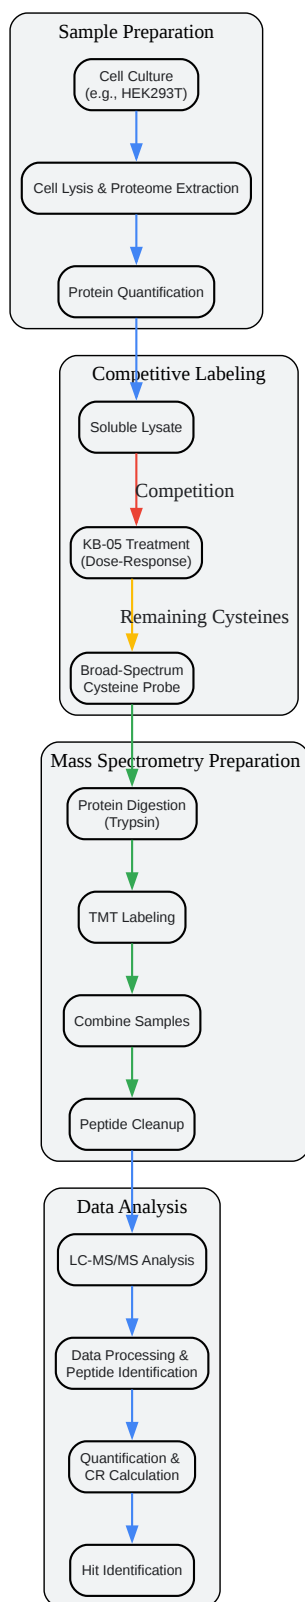 Sample Preparation
Cell Culture
(e.g., HEK293T)
Cell Lysis & Proteome Extraction
Protein Quantification
Competitive Labeling
Soluble Lysate
Competition
KB-05 Treatment
(Dose-Response)
Remaining Cysteines
Broad-Spectrum
Cysteine Probe
Mass Spectrometry Preparation
Protein Digestion
(Trypsin)
TMT Labeling
Combine Samples
Peptide Cleanup
Data Analysis
LC-MS/MS Analysis
Data Processing &
Peptide Identification
Quantification &
CR Calculation
Hit Identification